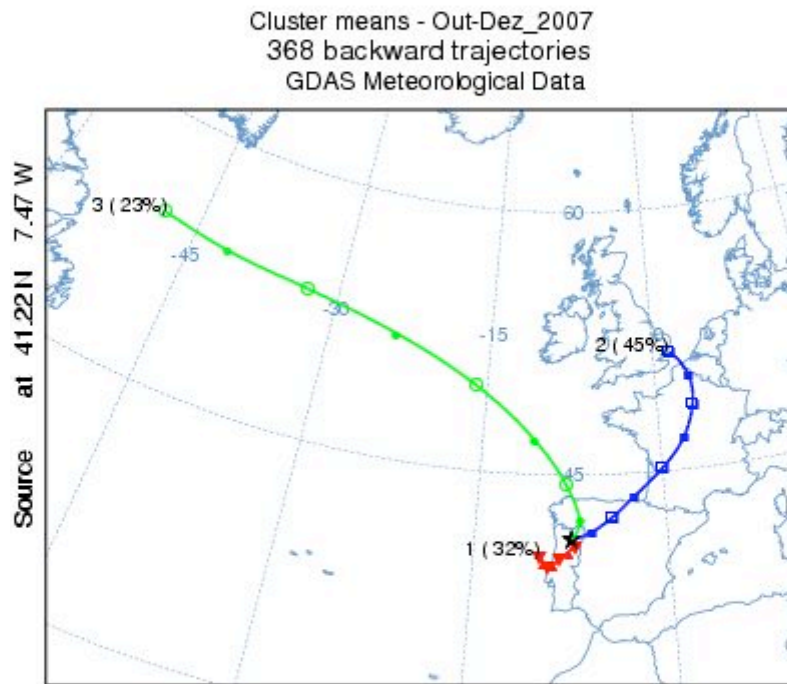 Cluster means - Out-Dez_2007
368 backward trajectories
GDAS Meteorological Data
Source at 41.22 N 7.47 W
3 ( 23%)
60
-45
-30
-15
2 ( 45%)
45
1 ( 32%)